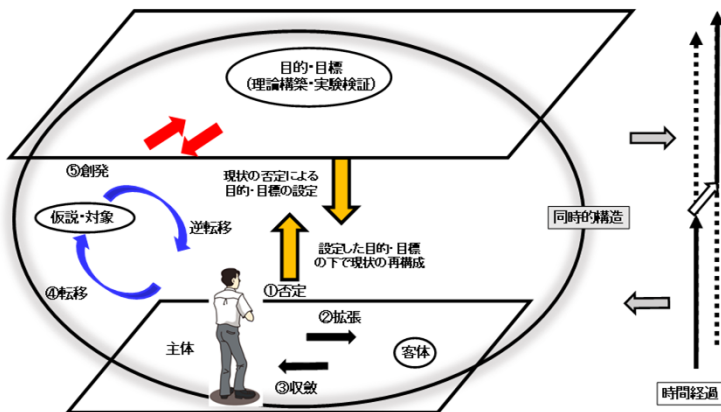 目的・目標
(理論構築・実験検証)
⑤創発
現状の否定による
目的・目標の設定
仮説・対象
逆転移
同時的構造
設定した目的・目標
の下で現状の再構成
④転移
①否定
②拡張
主体
客体
③収斂
時間経過